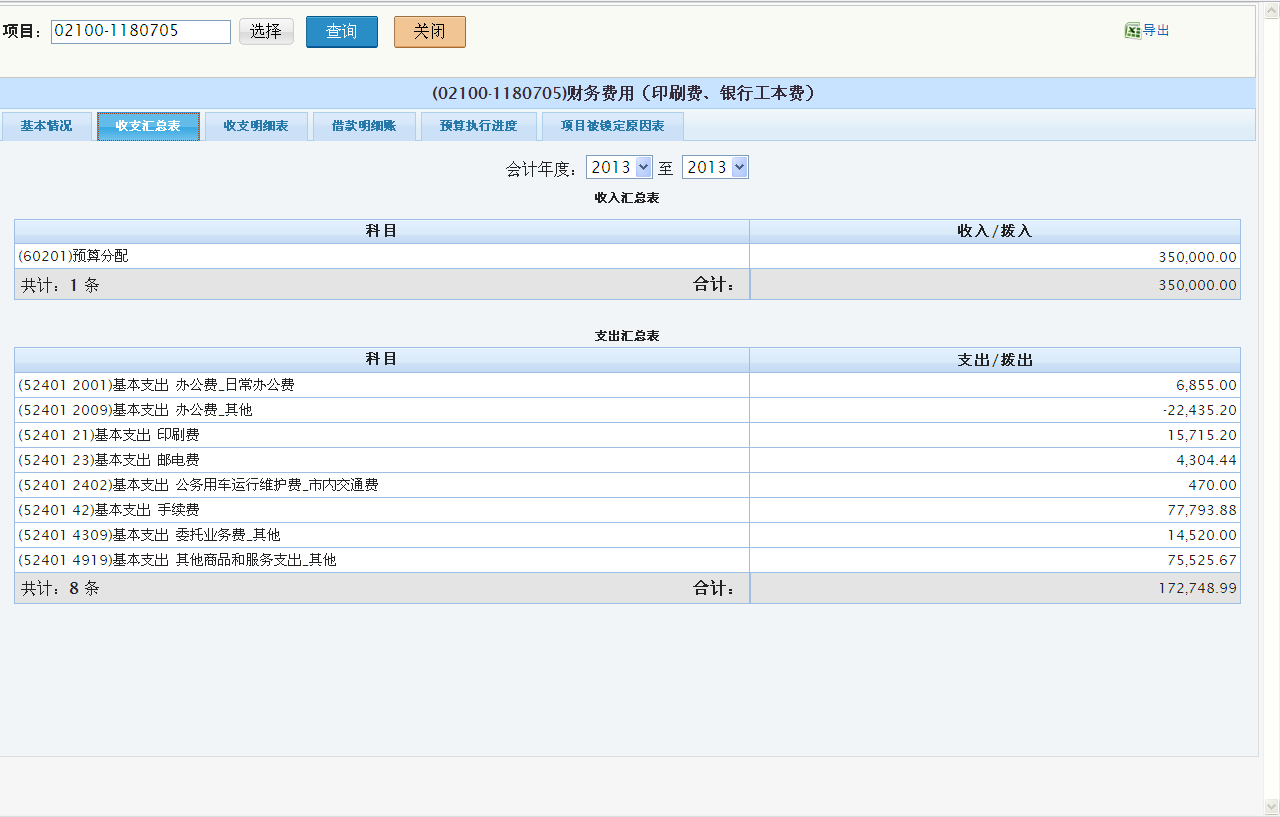 项目： 02100-1180705 选择 查询 关闭 导出
(02100-1180705)财务费用（印刷费、银行工本费）
基本情况 收支汇总表 收支明细表 借款明细账 预算执行进度 项目被锁定原因表
会计年度： 2013 至 2013
收入汇总表
科目 收入/拨入
(60201)预算分配 350,000.00
共计： 1 条 合计： 350,000.00
支出汇总表
科目 支出/拨出
(52401 2001)基本支出 办公费_日常办公费 6,855.00
(52401 2009)基本支出 办公费_其他 -22,435.20
(52401 21)基本支出 印刷费 15,715.20
(52401 23)基本支出 邮电费 4,304.44
(52401 2402)基本支出 公务用车运行维护费_市内交通费 470.00
(52401 42)基本支出 手续费 77,793.88
(52401 4309)基本支出 委托业务费_其他 14,520.00
(52401 4919)基本支出 其他商品和服务支出_其他 75,525.67
共计： 8 条 合计： 172,748.99